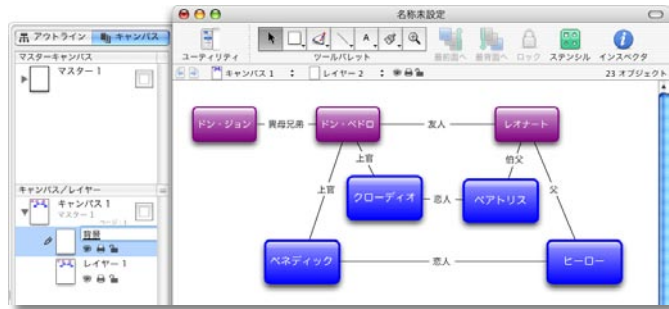 名称未設定
アウトライン
キャンバス
ユーティリティ
ツールパレット
最前面へ
最背面へ
ロック
ステンシル
インスペクタ
マスターキャンバス
マスター 1
キャンバス 1
レイヤー 2
23 オブジェクト
ドン・ジョン
異母兄弟
ドン・ペドロ
友人
レオナート
上官
上官
伯父
父
クローディオ
恋人
ベアトリス
ベネディック
恋人
ヒーロー
キャンバス/レイヤー
キャンバス 1
マスター 1
ページ: 1
背景
レイヤー 1